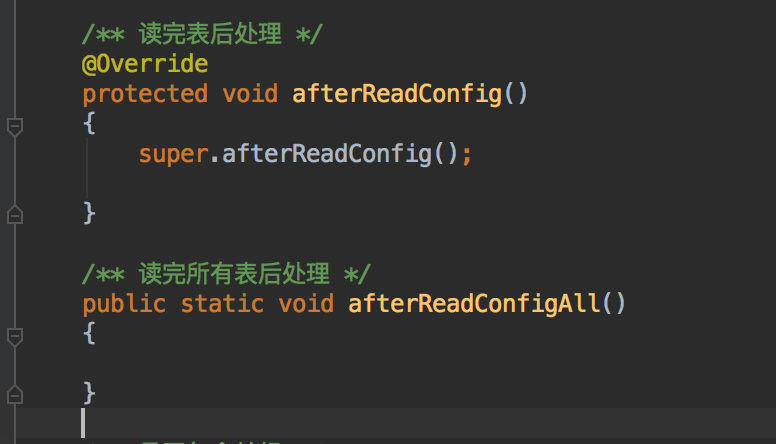 /** 读完表后处理 */
@Override
protected void afterReadConfig()
{
super.afterReadConfig();
}
/** 读完所有表后处理 */
public static void afterReadConfigAll()
{
}